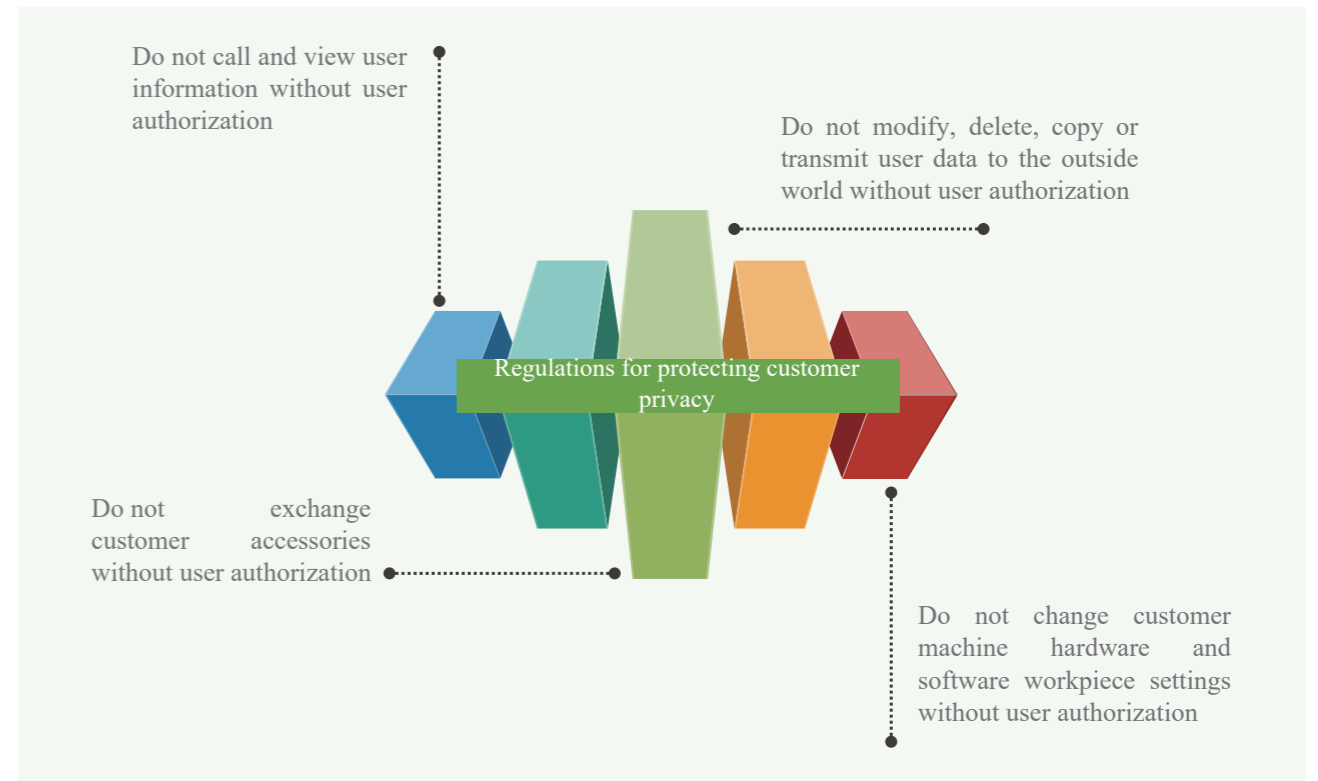 Do not call and view user
information without user
authorization
Do not modify, delete, copy or
transmit user data to the outside
world without user authorization
Regulations for protecting customer
privacy
Do not exchange
customer accessories
without user authorization
Do not change customer
machine hardware and
software workpiece settings
without user authorization